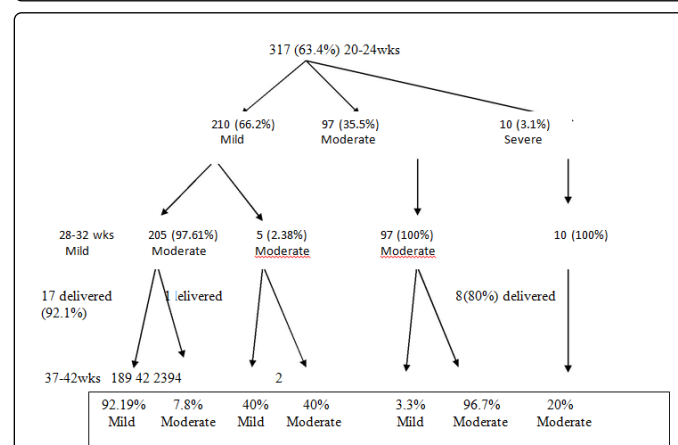 317 (63.4%) 20-24wks
210 (66.2%) 97 (35.5%) 10 (3.1%)
Mild Moderate Severe
28-32 wks 205 (97.61%) 5 (2.38%) 97 (100%) 10 (100%)
Mild Moderate Moderate Moderate
17 delivered 1 elivered 8(80%) delivered
(92.1%)
37-42wks 189 42 2394 2
92.19% 7.8% 40% 40% 3.3% 96.7% 20%
Mild Moderate Mild Moderate Mild Moderate Moderate